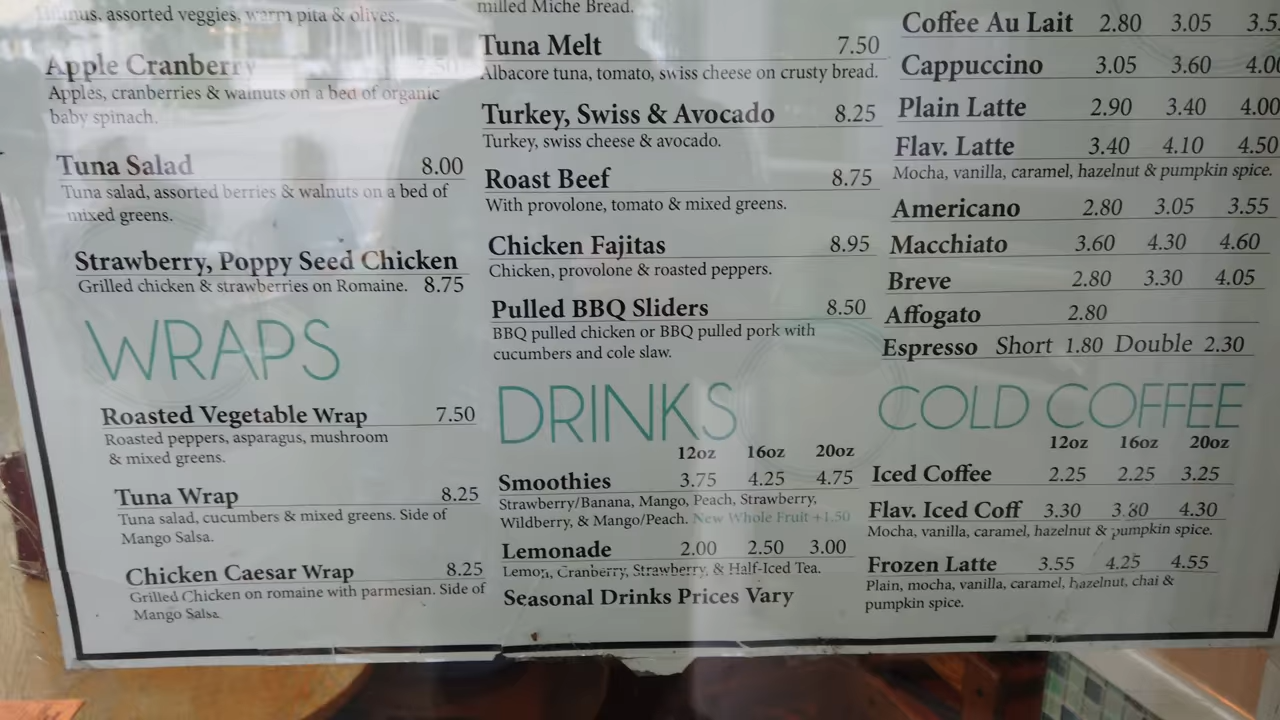 assorted veggies, warm pita & olives.
Apple Cranberry 7.50
Apples, cranberries & walnuts on a bed of organic
baby spinach.
Tuna Salad 8.00
Tuna salad, assorted berries & walnuts on a bed of
mixed greens.
Strawberry, Poppy Seed Chicken
Grilled chicken & strawberries on Romaine. 8.75
WRAPS
Roasted Vegetable Wrap 7.50
Roasted peppers, asparagus, mushroom
& mixed greens.
Tuna Wrap 8.25
Tuna salad, cucumbers & mixed greens. Side of
Mango Salsa.
Chicken Caesar Wrap 8.25
Grilled Chicken on romaine with parmesian. Side of
Mango Salsa.
milled Miche Bread.
Tuna Melt 7.50
Albacore tuna, tomato, swiss cheese on crusty bread.
Turkey, Swiss & Avocado 8.25
Turkey, swiss cheese & avocado.
Roast Beef 8.75
With provolone, tomato & mixed greens.
Chicken Fajitas 8.95
Chicken, provolone & roasted peppers.
Pulled BBQ Sliders 8.50
BBQ pulled chicken or BBQ pulled pork with
cucumbers and cole slaw.
DRINKS
12oz 16oz 20oz
Smoothies 3.75 4.25 4.75
Strawberry/Banana, Mango, Peach, Strawberry,
Wildberry, & Mango/Peach. New Whole Fruit +1.50
Lemonade 2.00 2.50 3.00
Lemon, Cranberry, Strawberry, & Half-Iced Tea.
Seasonal Drinks Prices Vary
Coffee Au Lait 2.80 3.05 3.5
Cappuccino 3.05 3.60 4.00
Plain Latte 2.90 3.40 4.00
Flav. Latte 3.40 4.10 4.50
Mocha, vanilla, caramel, hazelnut & pumpkin spice.
Americano 2.80 3.05 3.55
Macchiato 3.60 4.30 4.60
Breve 2.80 3.30 4.05
Affogato 2.80
Espresso Short 1.80 Double 2.30
COLD COFFEE
12oz 16oz 20oz
Iced Coffee 2.25 2.25 3.25
Flav. Iced Coff 3.30 3.80 4.30
Mocha, vanilla, caramel, hazelnut & pumpkin spice.
Frozen Latte 3.55 4.25 4.55
Plain, mocha, vanilla, caramel, hazelnut, chai &
pumpkin spice.